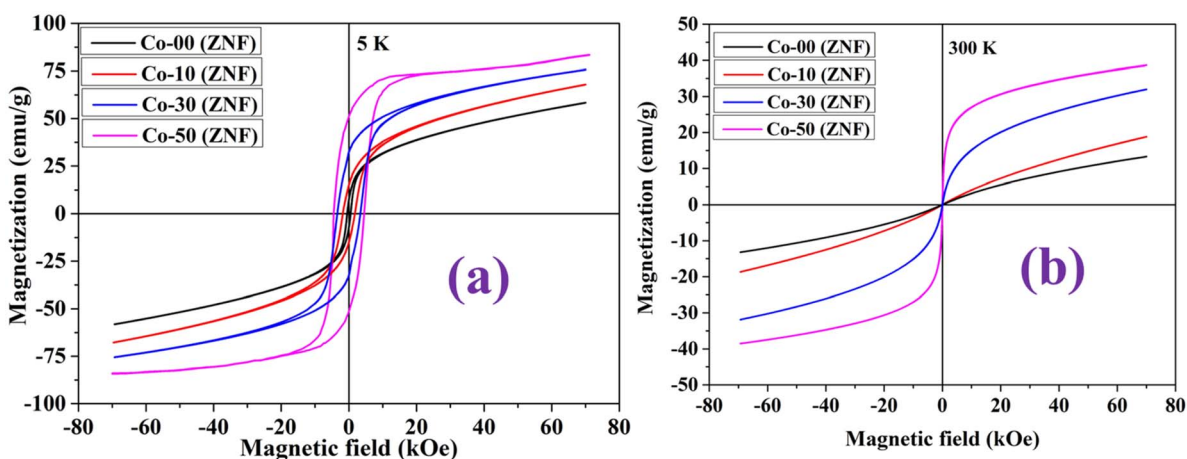 100
75
50
25
0
-25
-50
-75
-100
Magnetization (emu/g)
Co-00 (ZNF)
Co-10 (ZNF)
Co-30 (ZNF)
Co-50 (ZNF)
5 K
(a)
-80 -60 -40 -20 0 20 40 60 80
Magnetic field (kOe)
50
40
30
20
10
0
-10
-20
-30
-40
-50
Magnetization (emu/g)
Co-00 (ZNF)
Co-10 (ZNF)
Co-30 (ZNF)
Co-50 (ZNF)
300 K
(b)
-80 -60 -40 -20 0 20 40 60 80
Magnetic field (kOe)